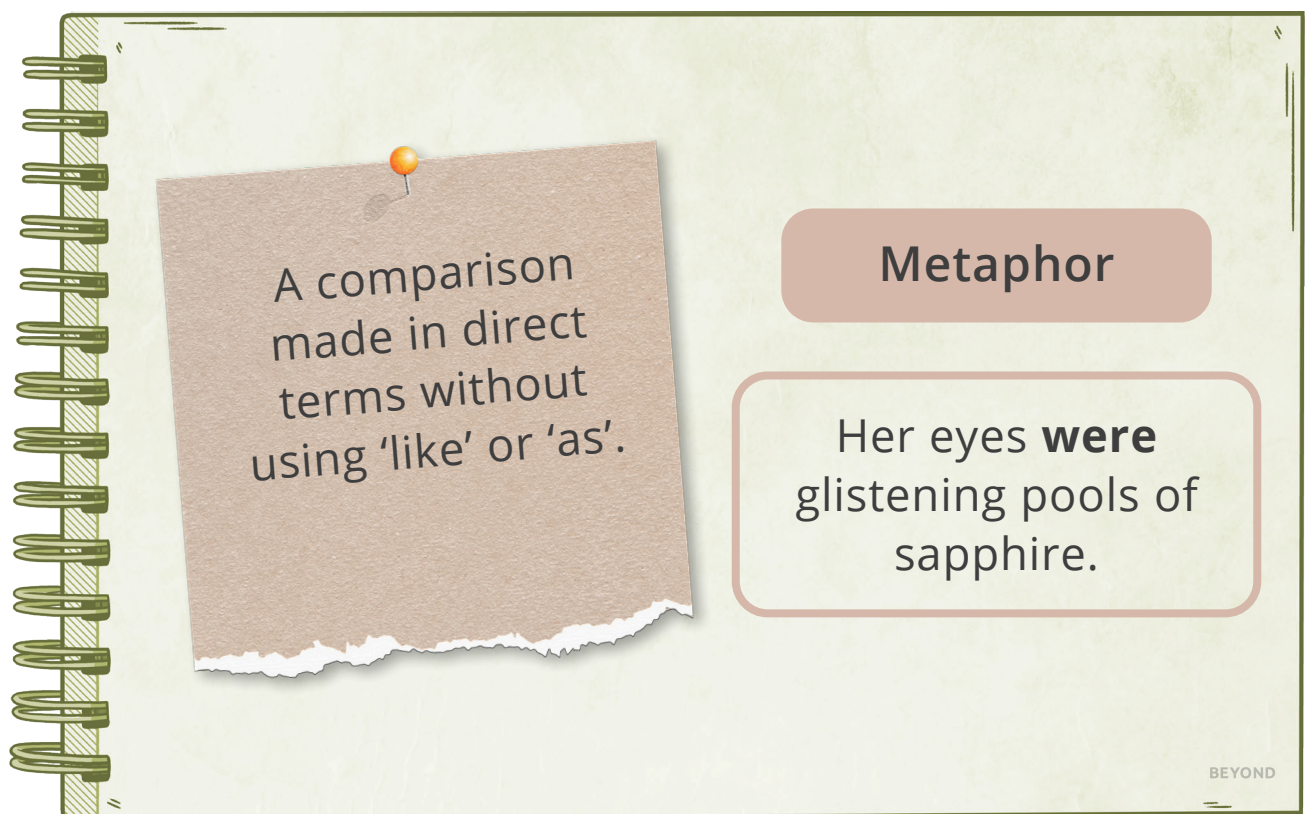 A comparison
made in direct
terms without
using ‘like’ or ‘as’.
Metaphor
Her eyes were
glistening pools of
sapphire.
BEYOND